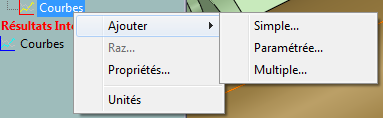 Courbes
Résultats Inte
Courbes
Ajouter
Raz...
Propriétés...
Unités
Simple...
Paramétrée...
Multiple...